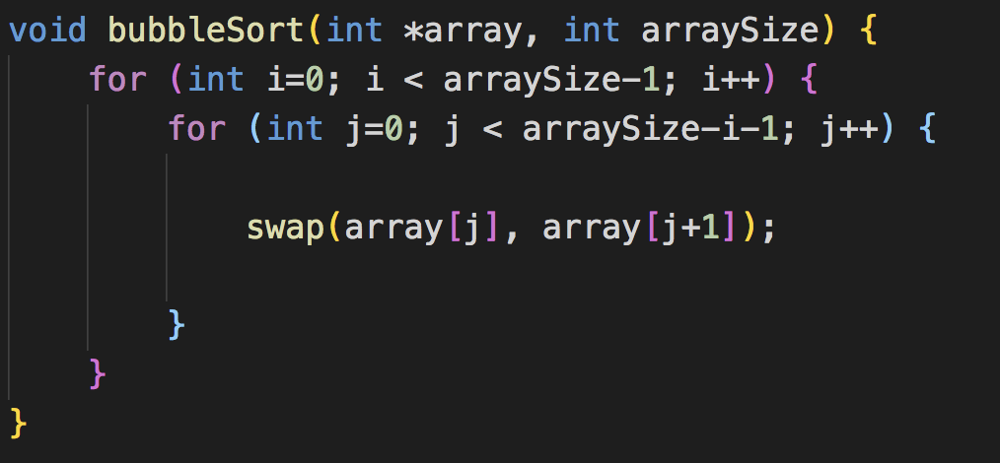 void bubbleSort(int *array, int arraySize) {
for (int i=0; i < arraySize-1; i++) {
for (int j=0; j < arraySize-i-1; j++) {
swap(array[j], array[j+1]);
}
}
}